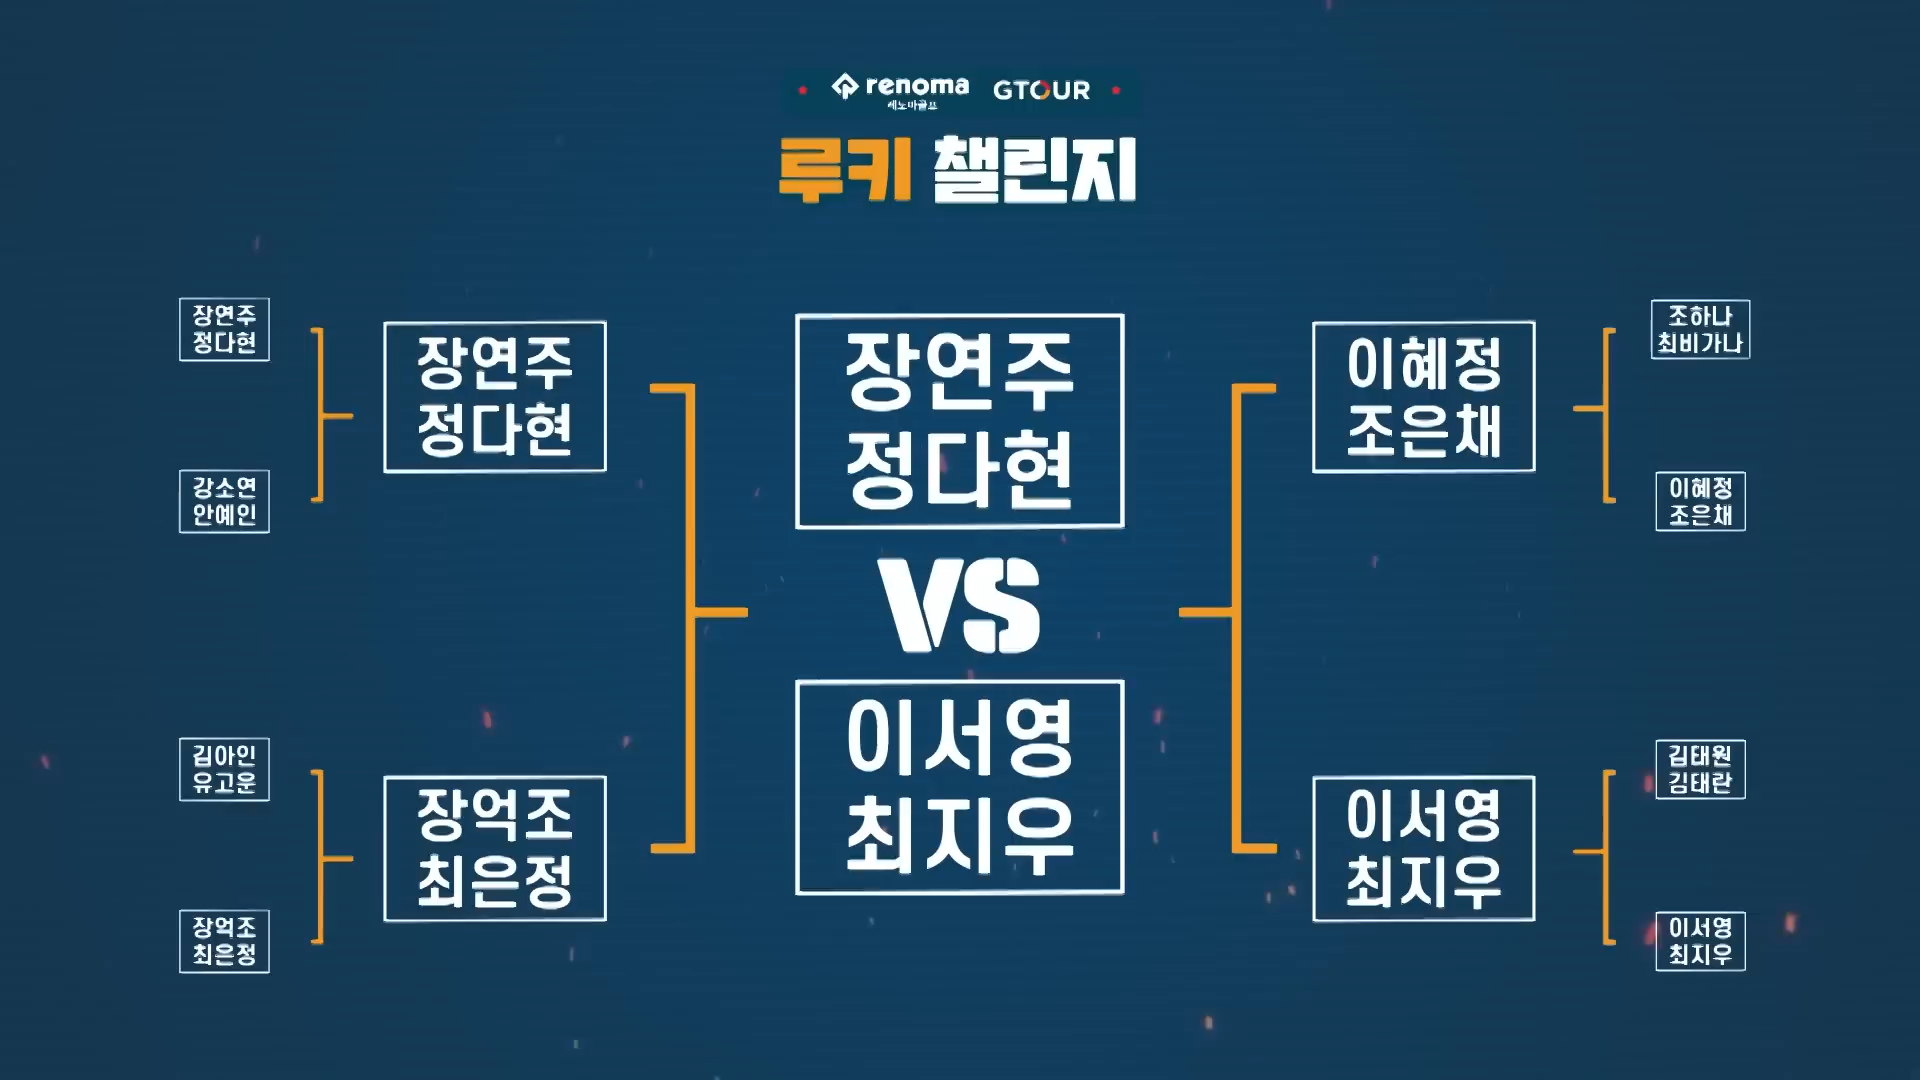 renoma
레노마골프
GTOUR
루키 챌린지
장연주
정다현
강소연
안예인
김아인
유고운
장억조
최은정
장연주
정다현
장억조
최은정
장연주
정다현
VS
이서영
최지우
이혜정
조은채
이서영
최지우
조하나
최비가나
이혜정
조은채
김태원
김태란
이서영
최지우